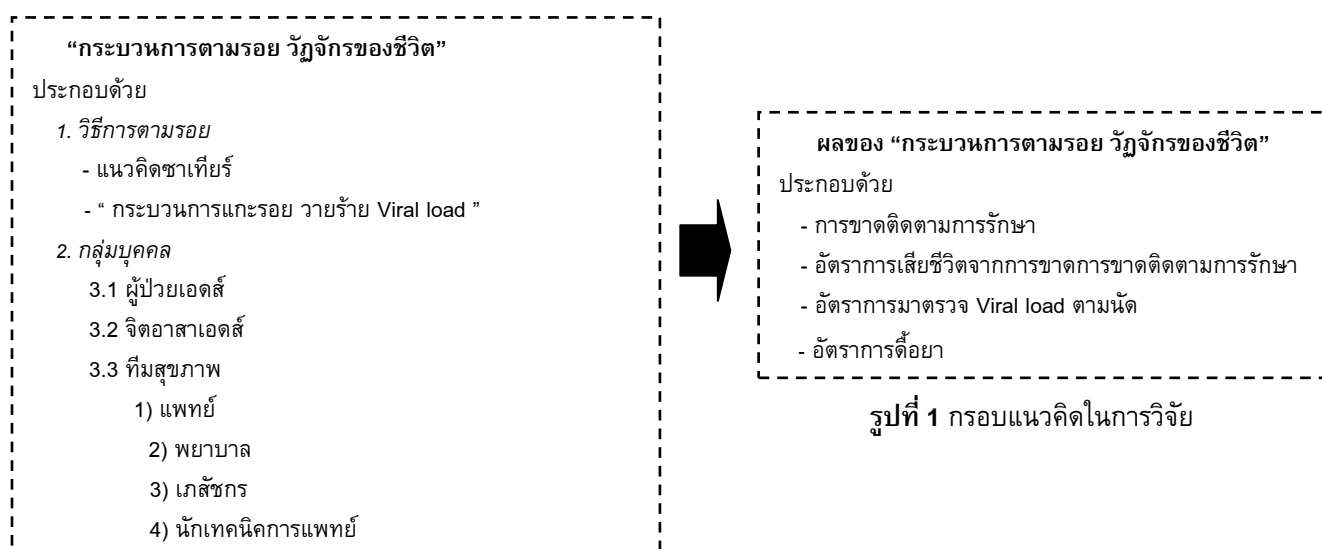 “กระบวนการตามรอย วัฏจักรของชีวิต”
ประกอบด้วย
1. วิธีการตามรอย
- แนวคิดซาเทียร์
- “ กระบวนการแกะรอย วายร้าย Viral load ”
2. กลุ่มบุคคล
3.1 ผู้ป่วยเอดส์
3.2 จิตอาสาเอดส์
3.3 ทีมสุขภาพ
1) แพทย์
2) พยาบาล
3) เภสัชกร
4) นักเทคนิคการแพทย์
ผลของ “กระบวนการตามรอย วัฏจักรของชีวิต”
ประกอบด้วย
- การขาดติดตามการรักษา
- อัตราการเสียชีวิตจากการขาดการขาดติดตามการรักษา
- อัตราการมาตรวจ Viral load ตามนัด
- อัตราการดื้อยา
รูปที่ 1 กรอบแนวคิดในการวิจัย